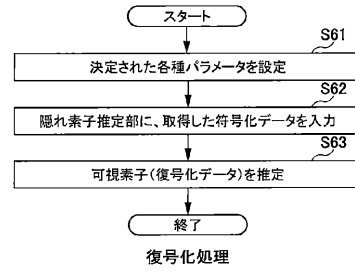 スタート
S61
決定された各種パラメータを設定
S62
隠れ素子推定部に、取得した符号化データを入力
S63
可視素子(復号化データ)を推定
終了
復号化処理